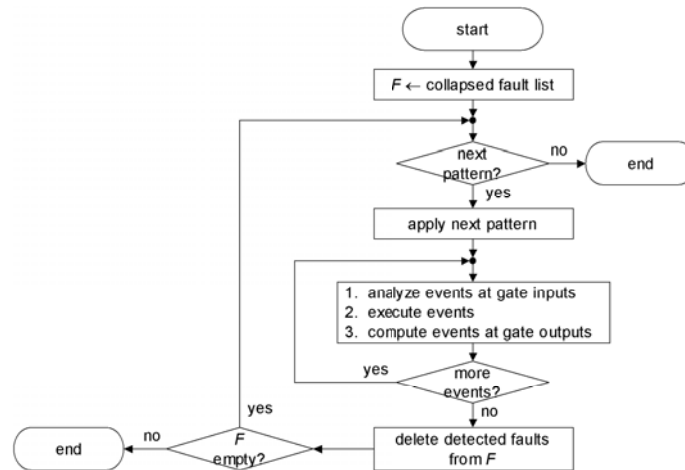 start
F ← collapsed fault list
next
pattern?
no
end
yes
apply next pattern
1. analyze events at gate inputs
2. execute events
3. compute events at gate outputs
yes
more
events?
no
yes
delete detected faults
from F
F
empty?
no
end